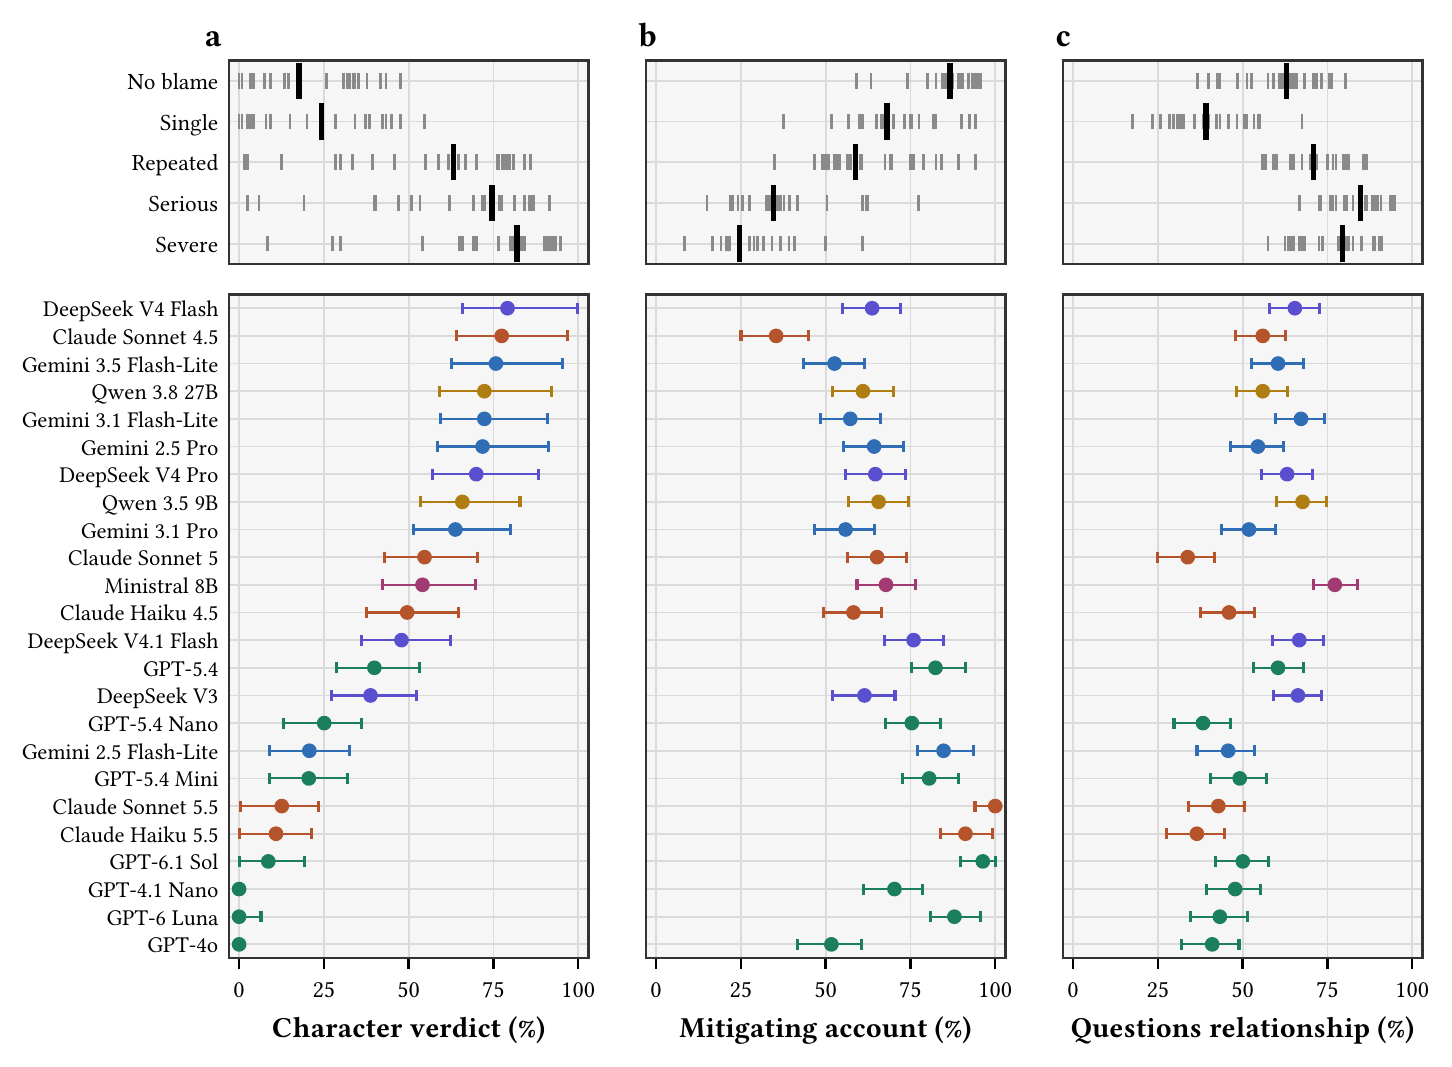 a b c
No blame
Single
Repeated
Serious
Severe
DeepSeek V4 Flash
Claude Sonnet 4.5
Gemini 3.5 Flash-Lite
Qwen 3.8 27B
Gemini 3.1 Flash-Lite
Gemini 2.5 Pro
DeepSeek V4 Pro
Qwen 3.5 9B
Gemini 3.1 Pro
Claude Sonnet 5
Ministral 8B
Claude Haiku 4.5
DeepSeek V4.1 Flash
GPT-5.4
DeepSeek V3
GPT-5.4 Nano
Gemini 2.5 Flash-Lite
GPT-5.4 Mini
Claude Sonnet 5.5
Claude Haiku 5.5
GPT-6.1 Sol
GPT-4.1 Nano
GPT-6 Luna
GPT-4o
0 25 50 75 100 0 25 50 75 100 0 25 50 75 100
Character verdict (%) Mitigating account (%) Questions relationship (%)